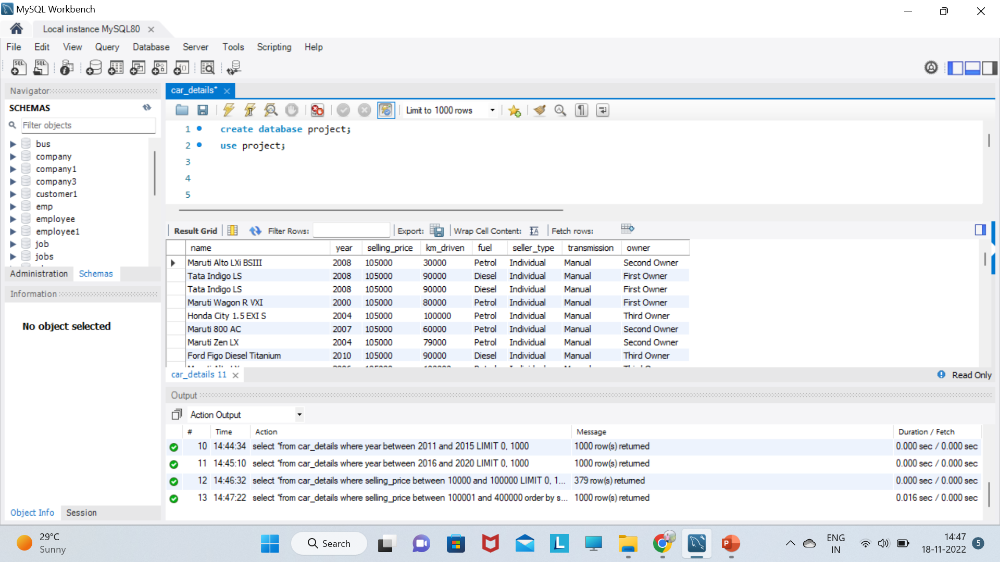 MySQL Workbench
Local instance MySQL80
File Edit View Query Database Server Tools Scripting Help
Navigator
SCHEMAS
Filter objects
bus
company
company1
company3
customer1
emp
employee
employee1
job
jobs
Administration Schemas
Information
No object selected
Object Info Session
car_details*
Limit to 1000 rows
1 create database project;
2 use project;
3
4
5
Result Grid Filter Rows: Export: Wrap Cell Content: Fetch rows:
name year selling_price km_driven fuel seller_type transmission owner
Maruti Alto LXi BSIII 2008 105000 30000 Petrol Individual Manual Second Owner
Tata Indigo LS 2008 105000 90000 Diesel Individual Manual First Owner
Tata Indigo LS 2008 105000 90000 Diesel Individual Manual First Owner
Maruti Wagon R VXI 2000 105000 80000 Petrol Individual Manual First Owner
Honda City 1.5 EXI S 2004 105000 100000 Petrol Individual Manual Third Owner
Maruti 800 AC 2007 105000 60000 Petrol Individual Manual Second Owner
Maruti Zen LX 2004 105000 79000 Petrol Individual Manual Second Owner
Ford Figo Diesel Titanium 2010 105000 90000 Diesel Individual Manual Third Owner
car_details 11
Read Only
Output
Action Output
# Time Action Message Duration / Fetch
10 14:44:34 select *from car_details where year between 2011 and 2015 LIMIT 0, 1000 1000 row(s) returned 0.000 sec / 0.000 sec
11 14:45:10 select *from car_details where year between 2016 and 2020 LIMIT 0, 1000 1000 row(s) returned 0.000 sec / 0.000 sec
12 14:46:32 select *from car_details where selling_price between 10000 and 100000 LIMIT 0, 1... 379 row(s) returned 0.000 sec / 0.000 sec
13 14:47:22 select *from car_details where selling_price between 100001 and 400000 order by s... 1000 row(s) returned 0.016 sec / 0.000 sec
29°C
Sunny
Search
ENG
IN
14:47
18-11-2022
5